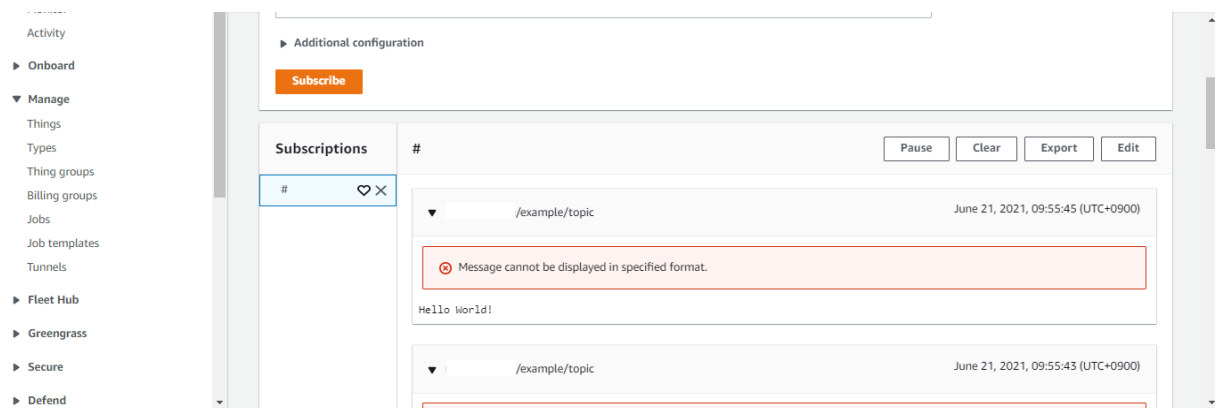 Activity
Onboard
Manage
Things
Types
Thing groups
Billing groups
Jobs
Job templates
Tunnels
Fleet Hub
Greengrass
Secure
Defend
Additional configuration
Subscribe
Subscriptions
#
Pause
Clear
Export
Edit
#
/example/topic
June 21, 2021, 09:55:45 (UTC+0900)
Message cannot be displayed in specified format.
Hello World!
/example/topic
June 21, 2021, 09:55:43 (UTC+0900)